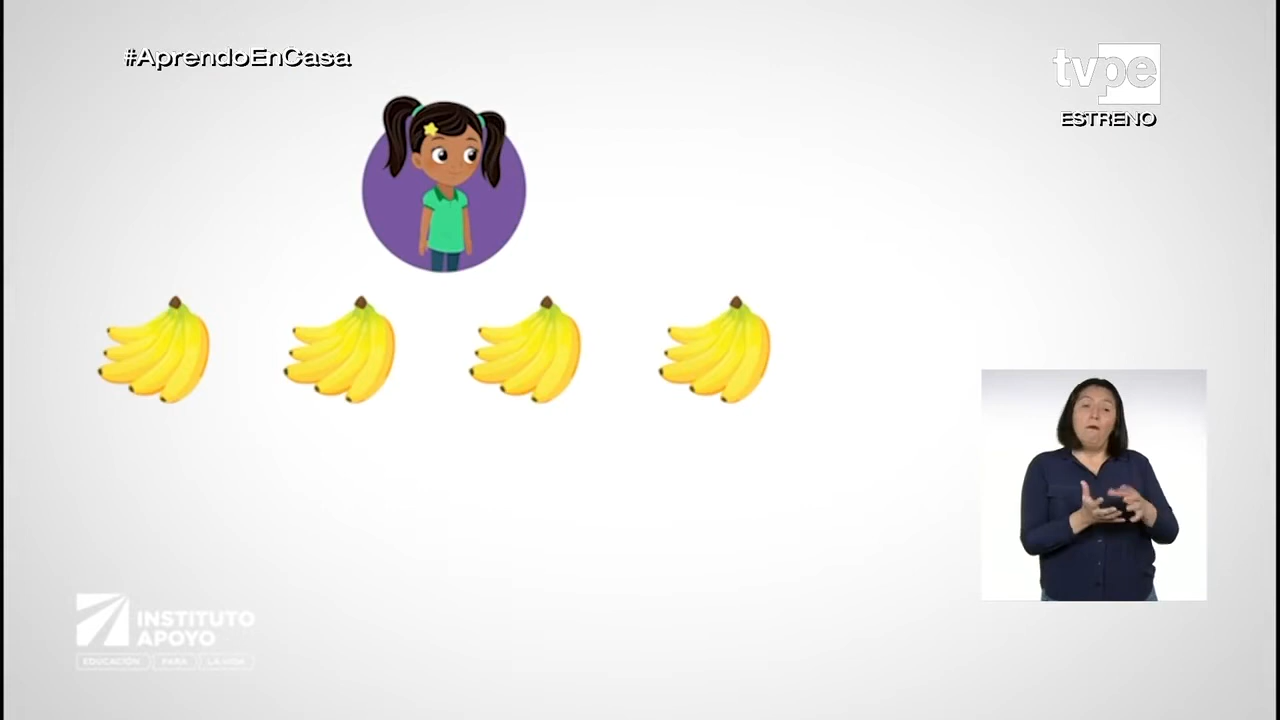 #AprendoEnCasa
tvpe
ESTRENO
INSTITUTO
APOYO
EDUCACIÓN PARA LA VIDA